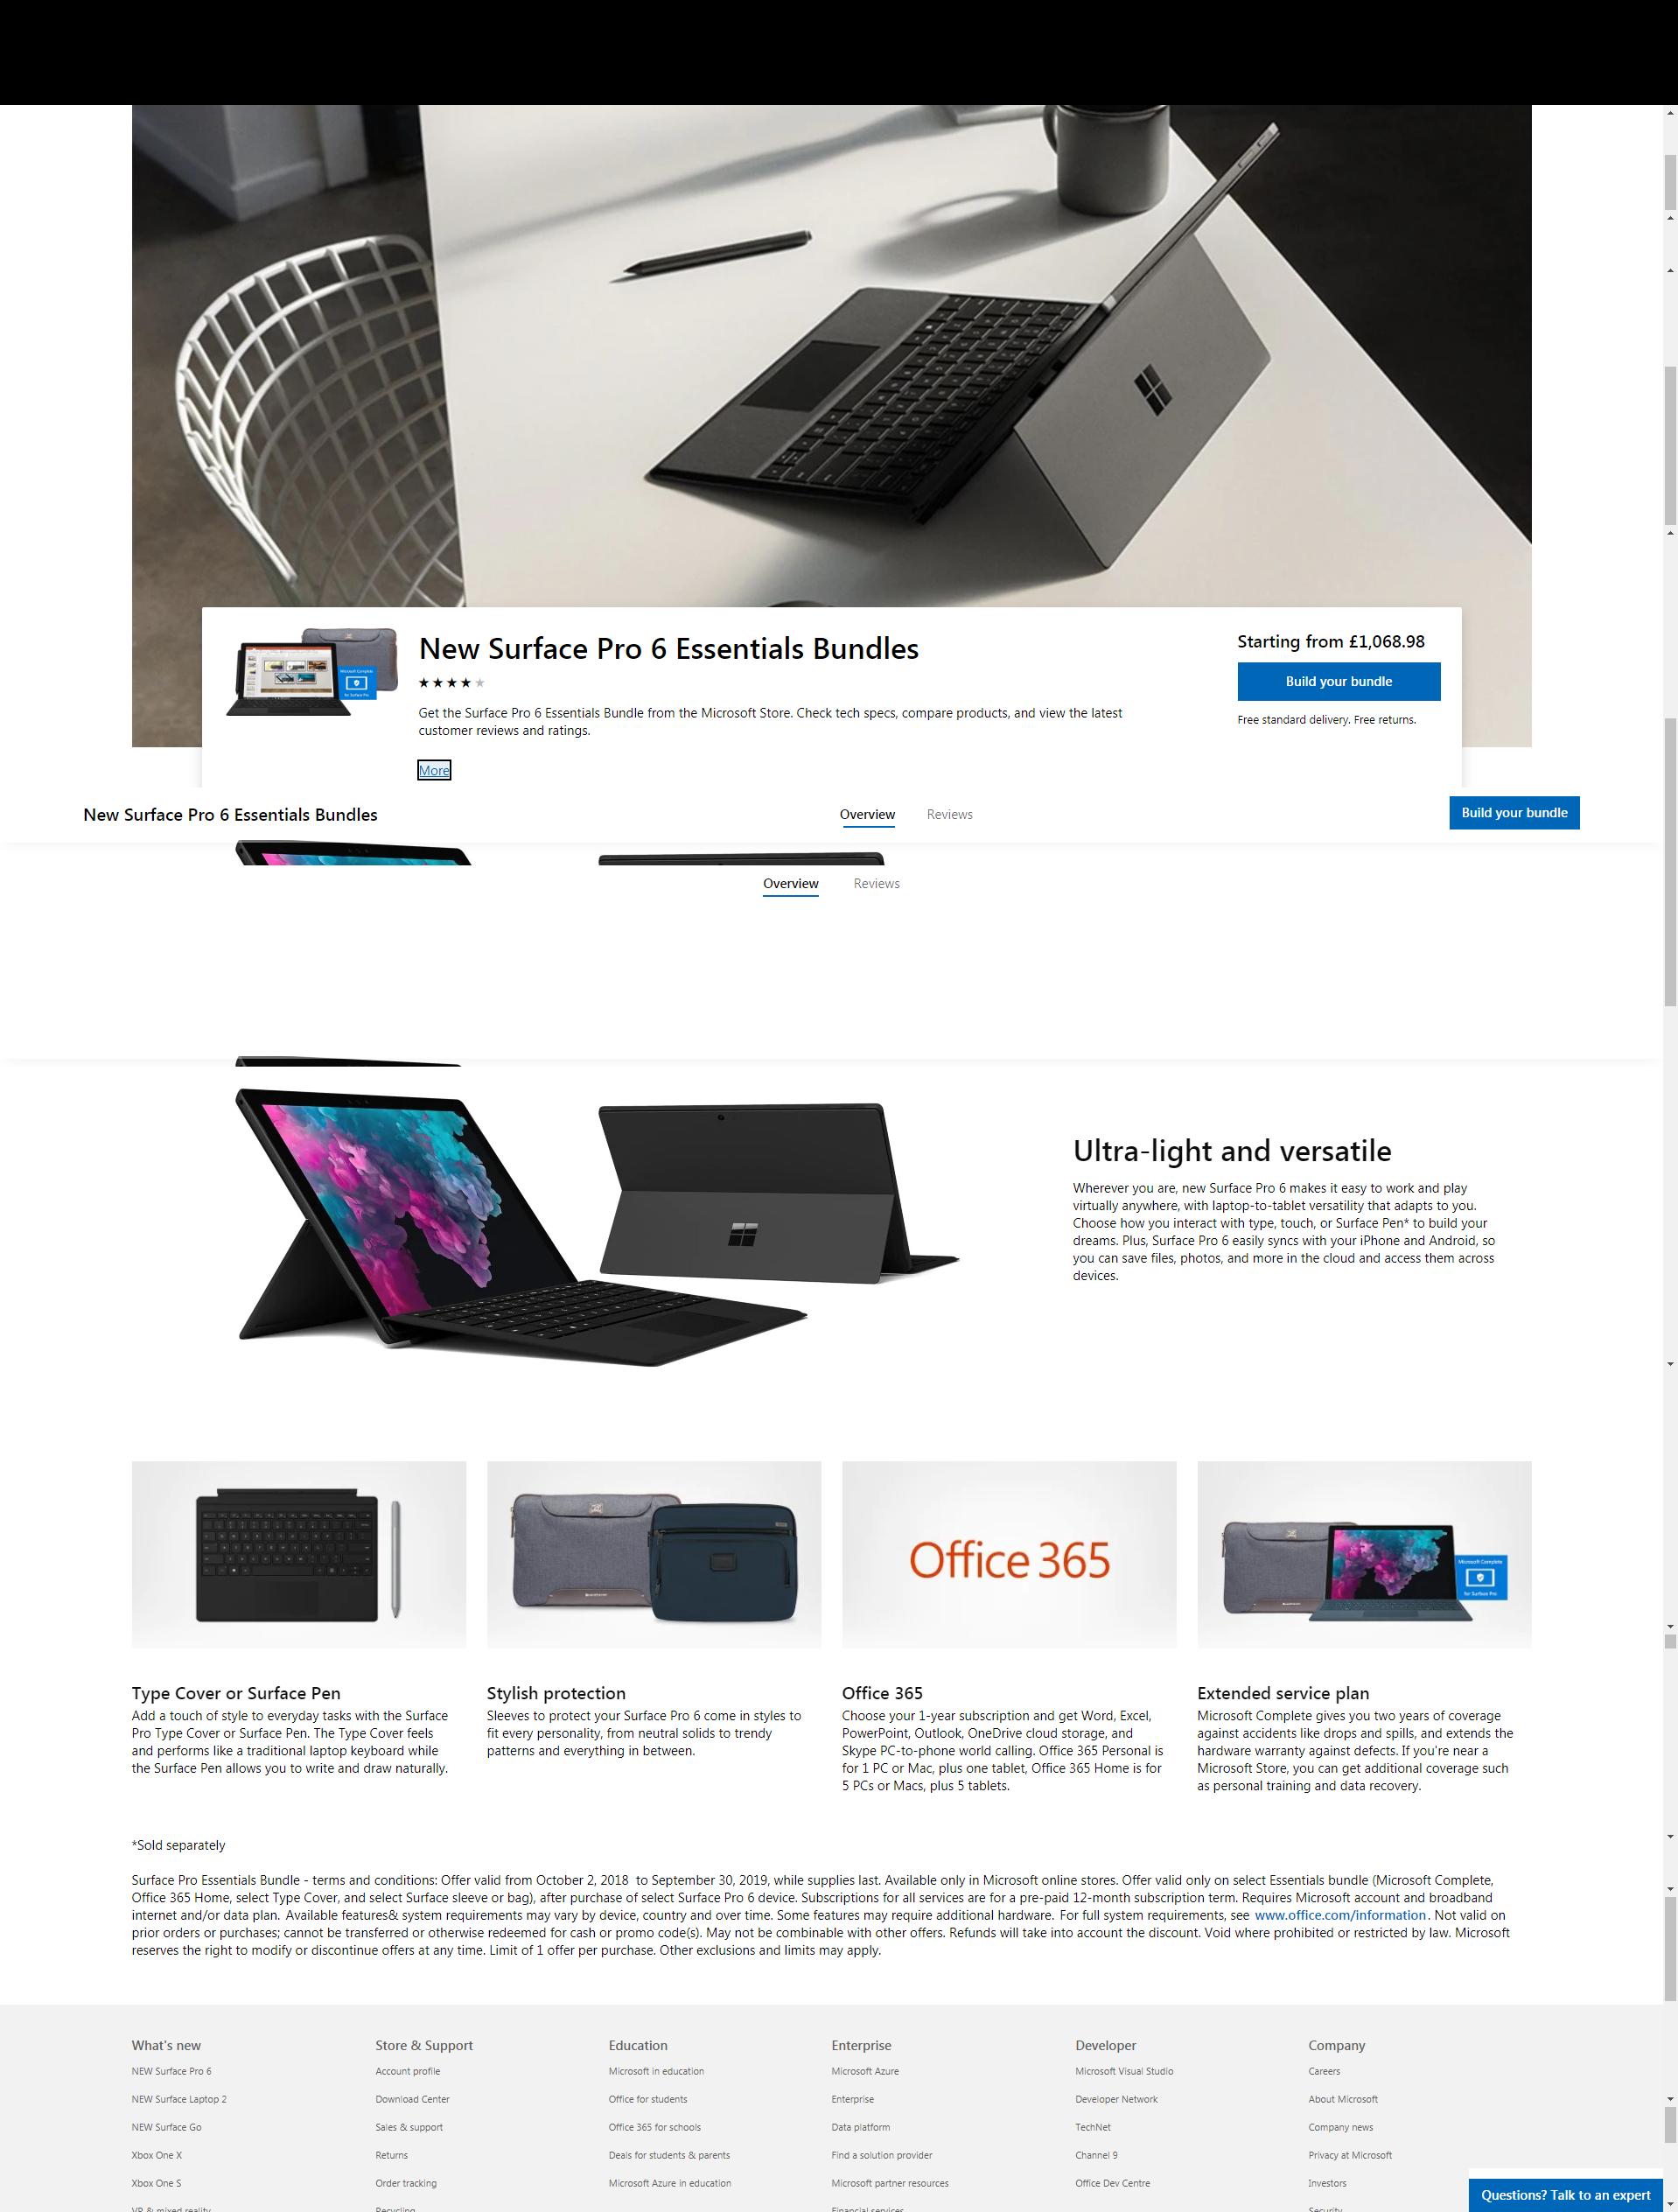 New Surface Pro 6 Essentials Bundles
★★★★★
Get the Surface Pro 6 Essentials Bundle from the Microsoft Store. Check tech specs, compare products, and view the latest
customer reviews and ratings.
More
Starting from £1,068.98
Build your bundle
Free standard delivery. Free returns.
Microsoft Complete
for Surface Pro
New Surface Pro 6 Essentials Bundles
Overview
Reviews
Build your bundle
Overview
Reviews
Ultra-light and versatile
Wherever you are, new Surface Pro 6 makes it easy to work and play
virtually anywhere, with laptop-to-tablet versatility that adapts to you.
Choose how you interact with type, touch, or Surface Pen* to build your
dreams. Plus, Surface Pro 6 easily syncs with your iPhone and Android, so
you can save files, photos, and more in the cloud and access them across
devices.
Office 365
Microsoft Complete
for Surface Pro
Type Cover or Surface Pen
Add a touch of style to everyday tasks with the Surface
Pro Type Cover or Surface Pen. The Type Cover feels
and performs like a traditional laptop keyboard while
the Surface Pen allows you to write and draw naturally.
Stylish protection
Sleeves to protect your Surface Pro 6 come in styles to
fit every personality, from neutral solids to trendy
patterns and everything in between.
Office 365
Choose your 1-year subscription and get Word, Excel,
PowerPoint, Outlook, OneDrive cloud storage, and
Skype PC-to-phone world calling. Office 365 Personal is
for 1 PC or Mac, plus one tablet, Office 365 Home is for
5 PCs or Macs, plus 5 tablets.
Extended service plan
Microsoft Complete gives you two years of coverage
against accidents like drops and spills, and extends the
hardware warranty against defects. If you're near a
Microsoft Store, you can get additional coverage such
as personal training and data recovery.
*Sold separately
Surface Pro Essentials Bundle - terms and conditions: Offer valid from October 2, 2018 to September 30, 2019, while supplies last. Available only in Microsoft online stores. Offer valid only on select Essentials bundle (Microsoft Complete,
Office 365 Home, select Type Cover, and select Surface sleeve or bag), after purchase of select Surface Pro 6 device. Subscriptions for all services are for a pre-paid 12-month subscription term. Requires Microsoft account and broadband
internet and/or data plan. Available features& system requirements may vary by device, country and over time. Some features may require additional hardware. For full system requirements, see www.office.com/information. Not valid on
prior orders or purchases; cannot be transferred or otherwise redeemed for cash or promo code(s). May not be combinable with other offers. Refunds will take into account the discount. Void where prohibited or restricted by law. Microsoft
reserves the right to modify or discontinue offers at any time. Limit of 1 offer per purchase. Other exclusions and limits may apply.
What's new
NEW Surface Pro 6
NEW Surface Laptop 2
NEW Surface Go
Xbox One X
Xbox One S
VR & mixed reality
Store & Support
Account profile
Download Center
Sales & support
Returns
Order tracking
Recycling
Education
Microsoft in education
Office for students
Office 365 for schools
Deals for students & parents
Microsoft Azure in education
Enterprise
Microsoft Azure
Enterprise
Data platform
Find a solution provider
Microsoft partner resources
Financial services
Developer
Microsoft Visual Studio
Developer Network
TechNet
Channel 9
Office Dev Centre
Company
Careers
About Microsoft
Company news
Privacy at Microsoft
Investors
Security
Questions? Talk to an expert